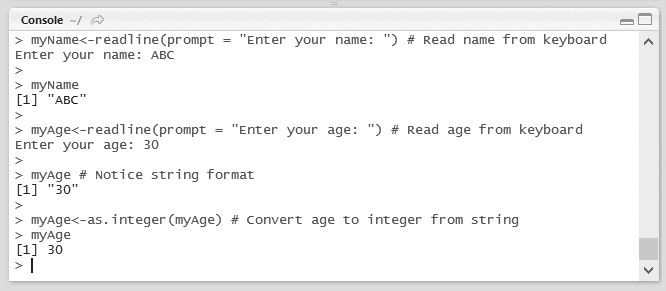 Console ~/
> myName<-readline(prompt = "Enter your name: ") # Read name from keyboard
Enter your name: ABC
>
> myName
[1] "ABC"
>
> myAge<-readline(prompt = "Enter your age: ") # Read age from keyboard
Enter your age: 30
>
> myAge # Notice string format
[1] "30"
>
> myAge<-as.integer(myAge) # Convert age to integer from string
> myAge
[1] 30
>